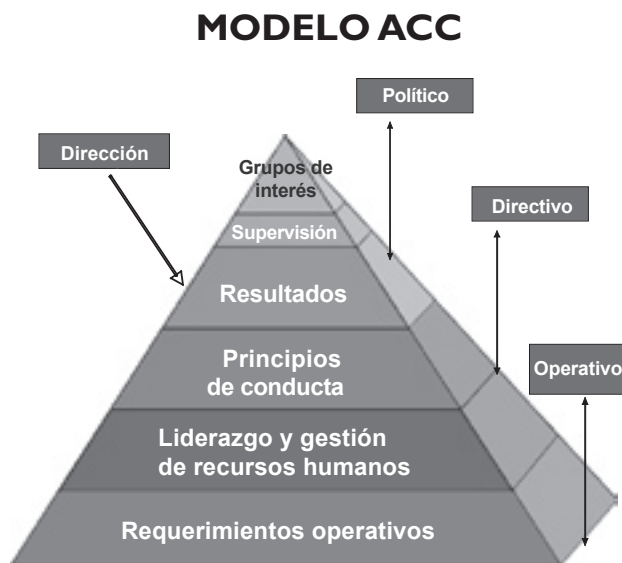 MODELO ACC
Político
Dirección
Grupos de
interés
Directivo
Supervisión
Resultados
Operativo
Principios
de conducta
Liderazgo y gestión
de recursos humanos
Requerimientos operativos